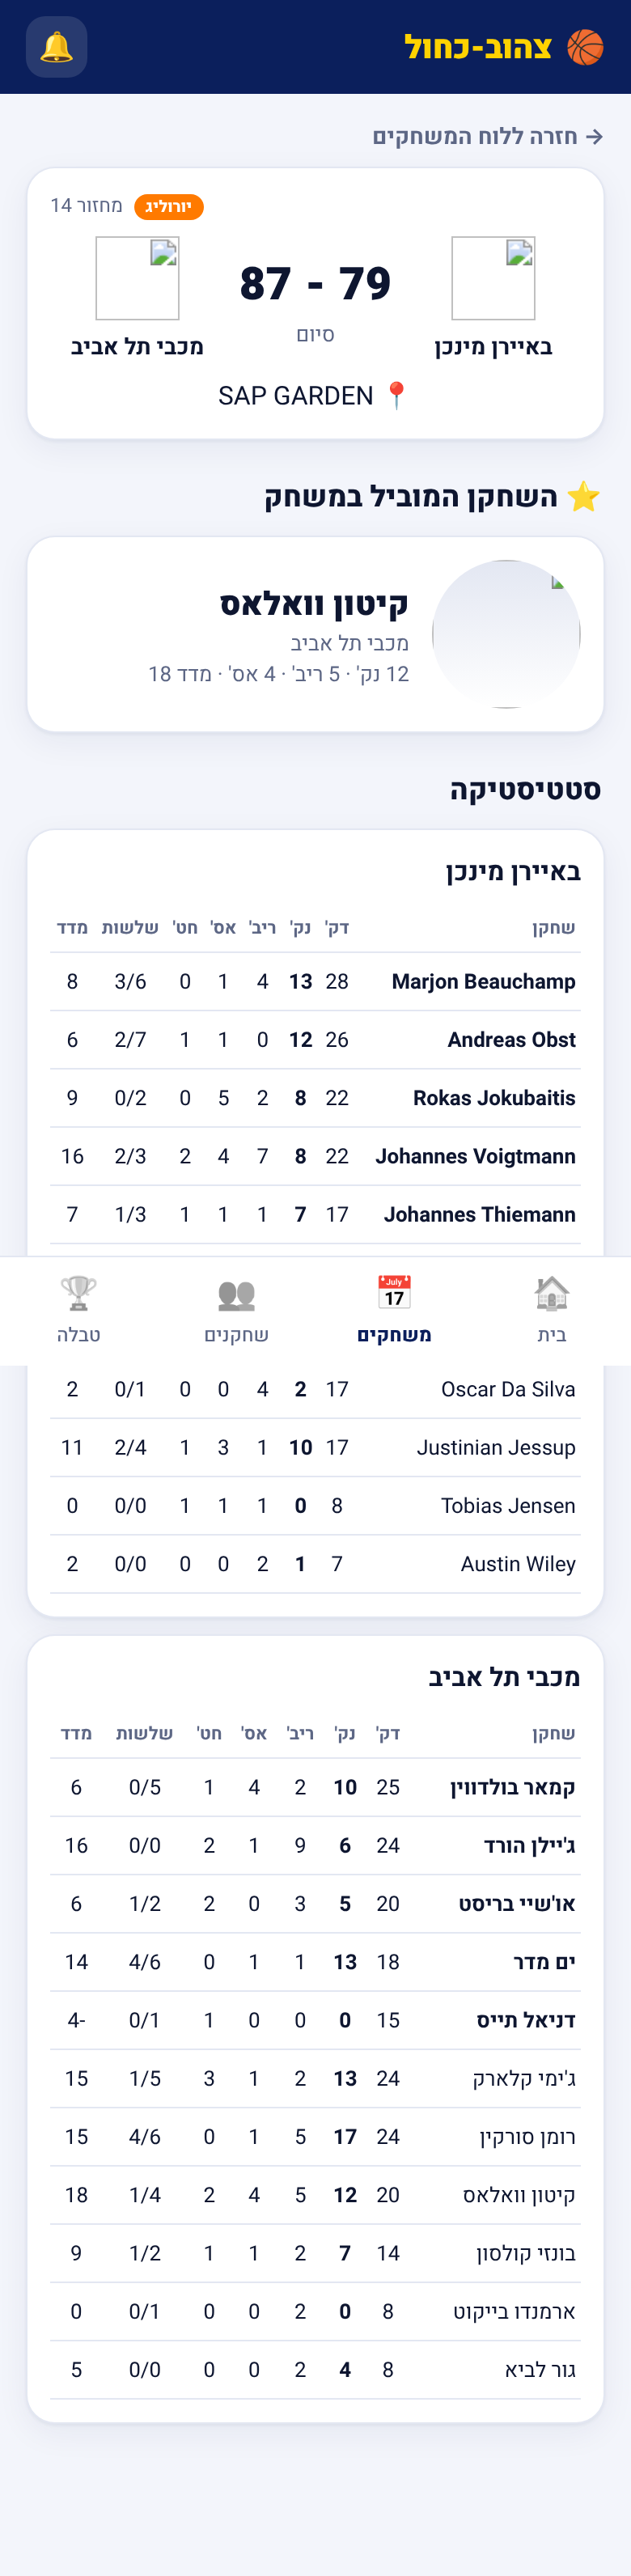 צהוב-כחול
→ חזרה ללוח המשחקים
יורוליג מחזור 14
באיירן מינכן
79 - 87
סיום
מכבי תל אביב
SAP GARDEN
השחקן המוביל במשחק
קיטון וואלאס
מכבי תל אביב
12 נק' · 5 ריב' · 4 אס' · מדד 18
סטטיסטיקה
באיירן מינכן
שחקן דק' נק' ריב' אס' חט' שלשות מדד
Marjon Beauchamp 28 13 4 1 0 3/6 8
Andreas Obst 26 12 0 1 1 2/7 6
Rokas Jokubaitis 22 8 2 5 0 0/2 9
Johannes Voigtmann 22 8 7 4 2 2/3 16
Johannes Thiemann 17 7 1 1 1 1/3 7
July 17
בית משחקים שחקנים טבלה
Oscar Da Silva 17 2 4 0 0 0/1 2
Justinian Jessup 17 10 1 3 1 2/4 11
Tobias Jensen 8 0 1 1 1 0/0 0
Austin Wiley 7 1 2 0 0 0/0 2
מכבי תל אביב
שחקן דק' נק' ריב' אס' חט' שלשות מדד
קמאר בולדווין 25 10 2 4 1 0/5 6
ג'יילן הורד 24 6 9 1 2 0/0 16
או'שיי בריסט 20 5 3 0 2 1/2 6
ים מדר 18 13 1 1 0 4/6 14
דניאל תייס 15 0 0 0 1 0/1 -4
ג'ימי קלארק 24 13 2 1 3 1/5 15
רומן סורקין 24 17 5 1 0 4/6 15
קיטון וואלאס 20 12 5 4 2 1/4 18
בונזי קולסון 14 7 2 1 1 1/2 9
ארמנדו בייקוט 8 0 2 0 0 0/1 0
גור לביא 8 4 2 0 0 0/0 5